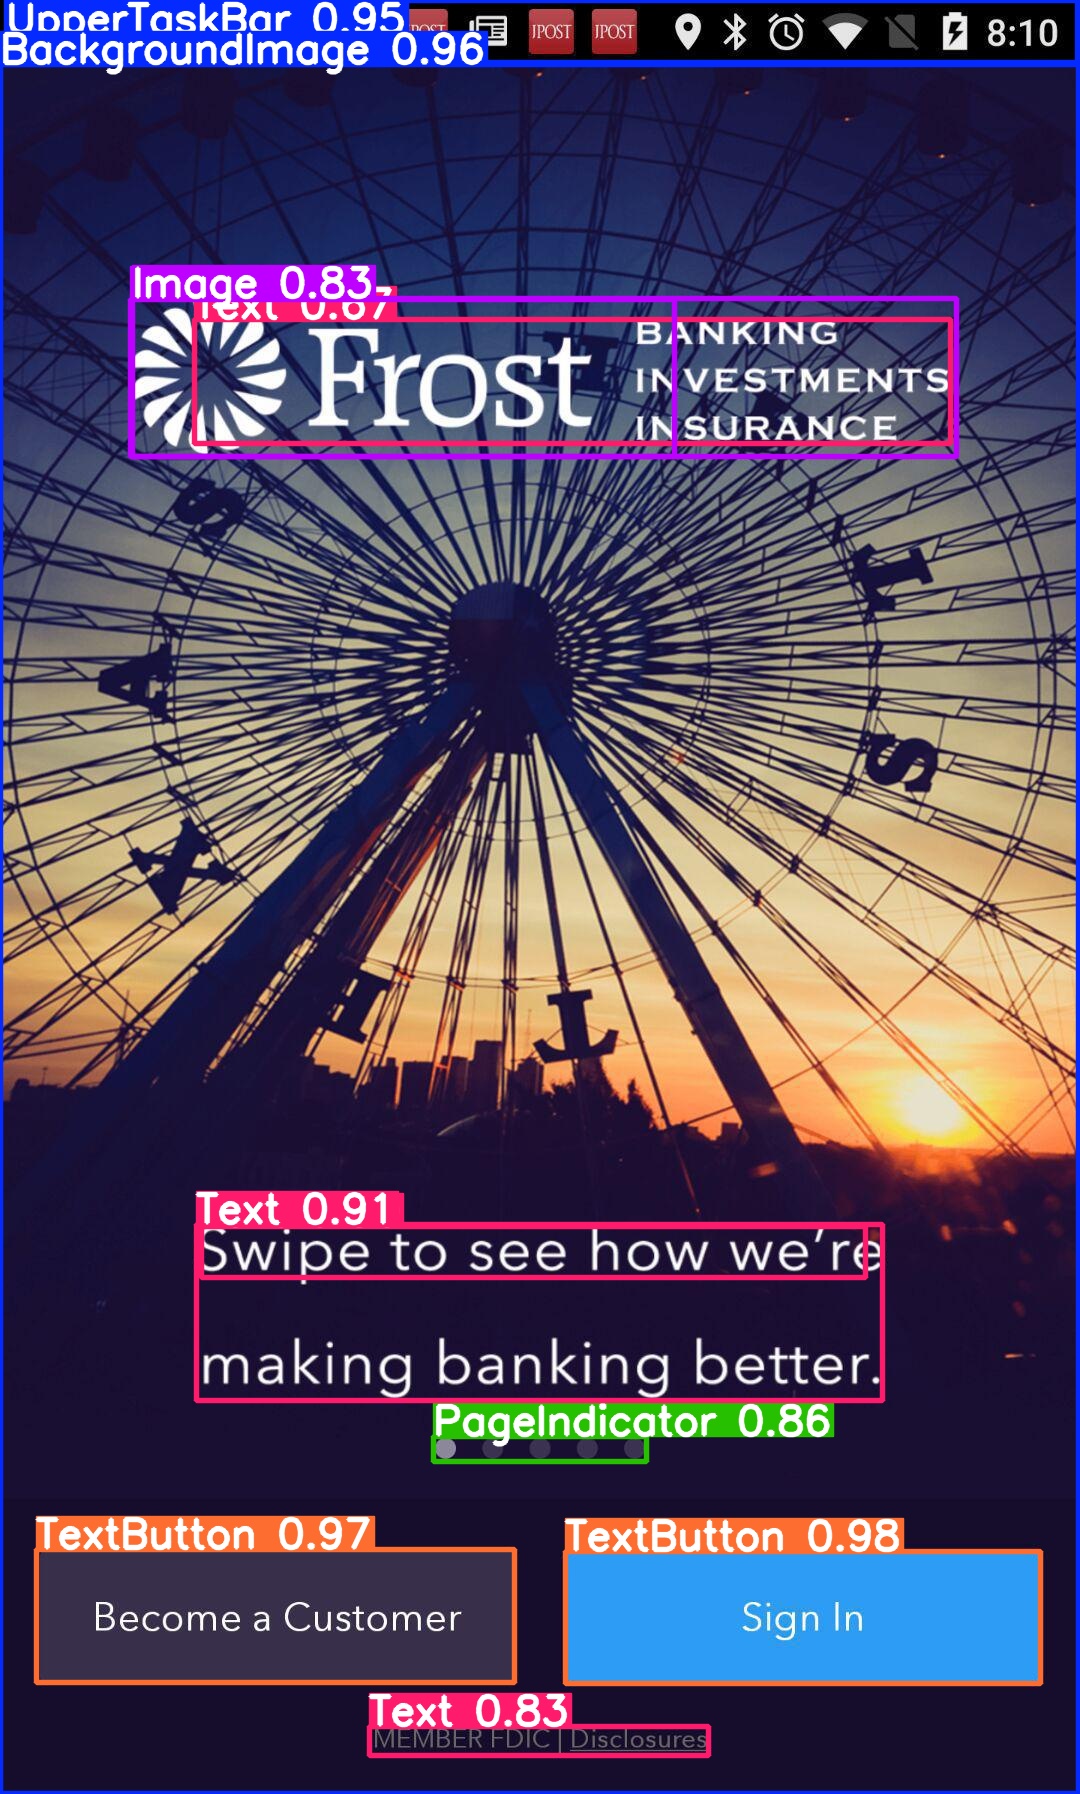 UpperTaskBar 0.95
JPOST JPOST 8:10
BackgroundImage 0.96
Image 0.83
Text 0.67
Frost
BANKING
INVESTMENTS
INSURANCE
Text 0.91
Swipe to see how we're
making banking better.
PageIndicator 0.86
TextButton 0.97
TextButton 0.98
Become a Customer
Sign In
Text 0.83
MEMBER FDIC | Disclosures